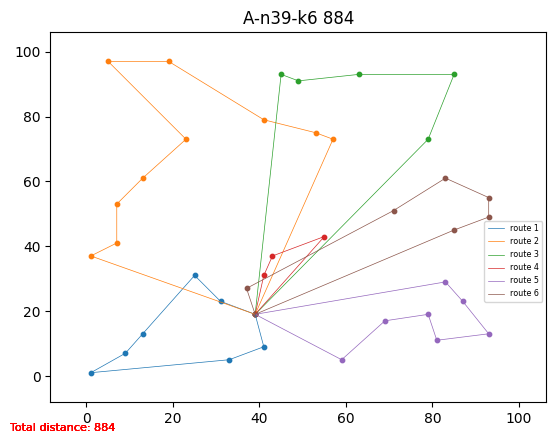 A-n39-k6 884
100
80
60
40
20
0
0 20 40 60 80 100
route 1
route 2
route 3
route 4
route 5
route 6
Total distance: 884